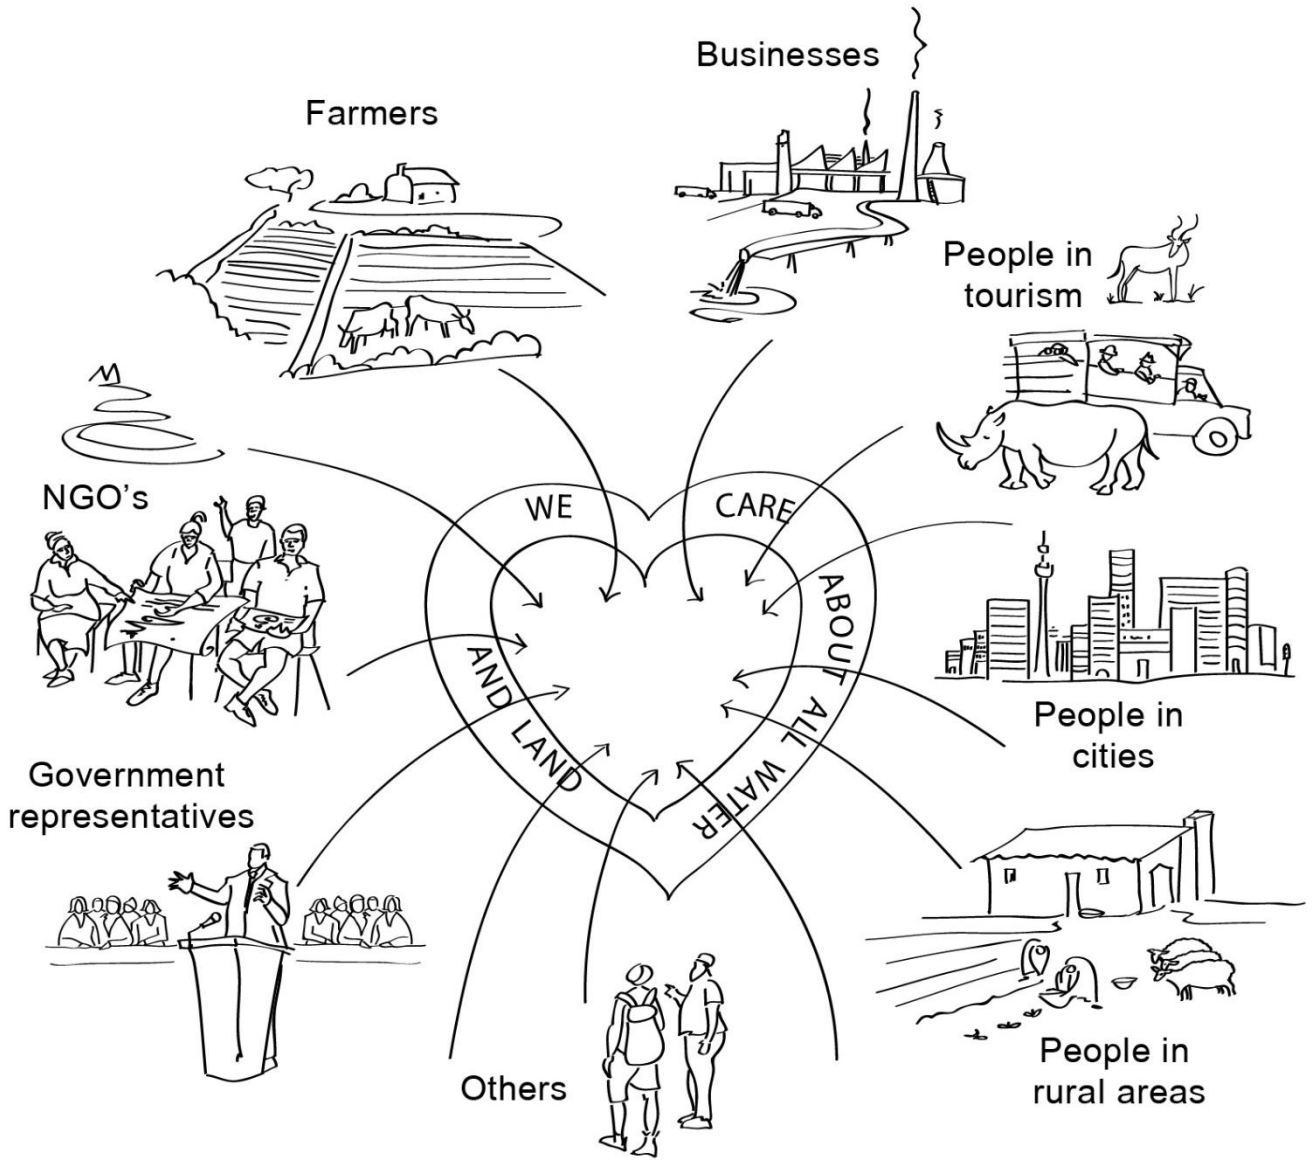 Businesses
Farmers
People in
tourism
NGO's
WE
CARE
ABOUT ALL WATER
AND LAND
People in
cities
Government
representatives
People in
rural areas
Others